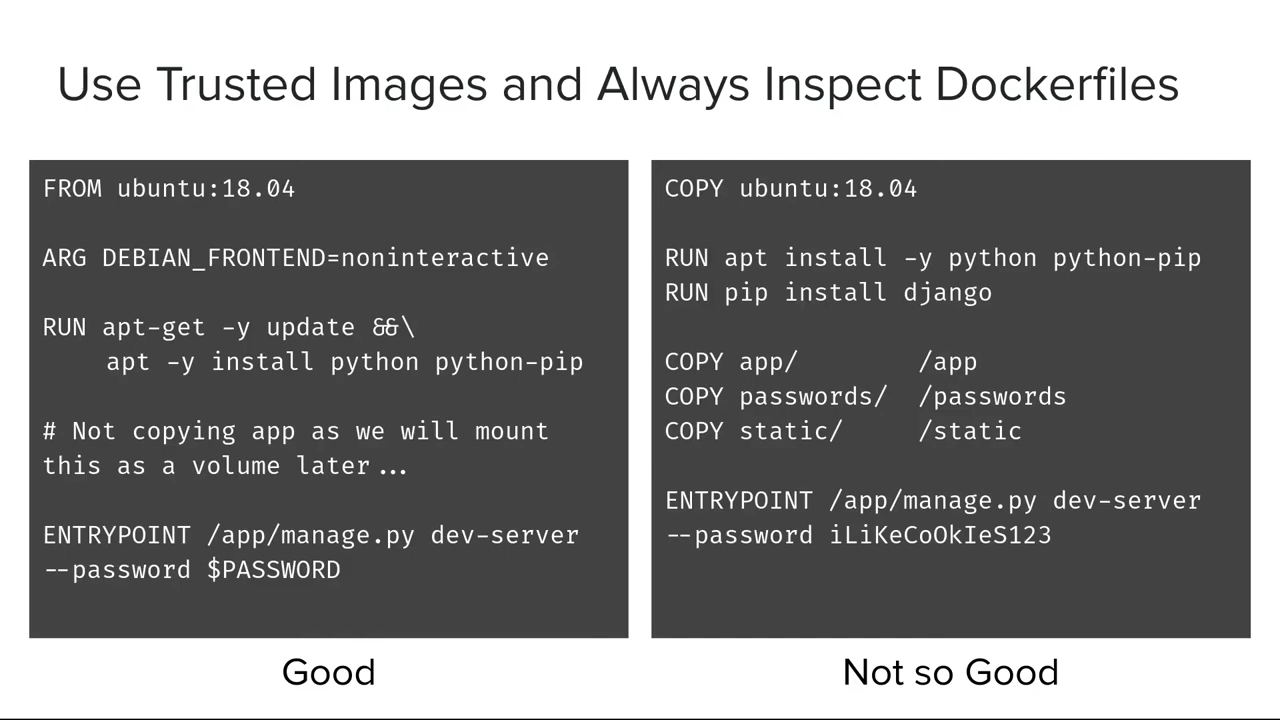 Use Trusted Images and Always Inspect Dockerfiles
FROM ubuntu:18.04
ARG DEBIAN_FRONTEND=noninteractive
RUN apt-get -y update &&\
apt -y install python python-pip
# Not copying app as we will mount
this as a volume later...
ENTRYPOINT /app/manage.py dev-server
--password $PASSWORD
Good
COPY ubuntu:18.04
RUN apt install -y python python-pip
RUN pip install django
COPY app/ /app
COPY passwords/ /passwords
COPY static/ /static
ENTRYPOINT /app/manage.py dev-server
--password iLiKeCoOkIeS123
Not so Good